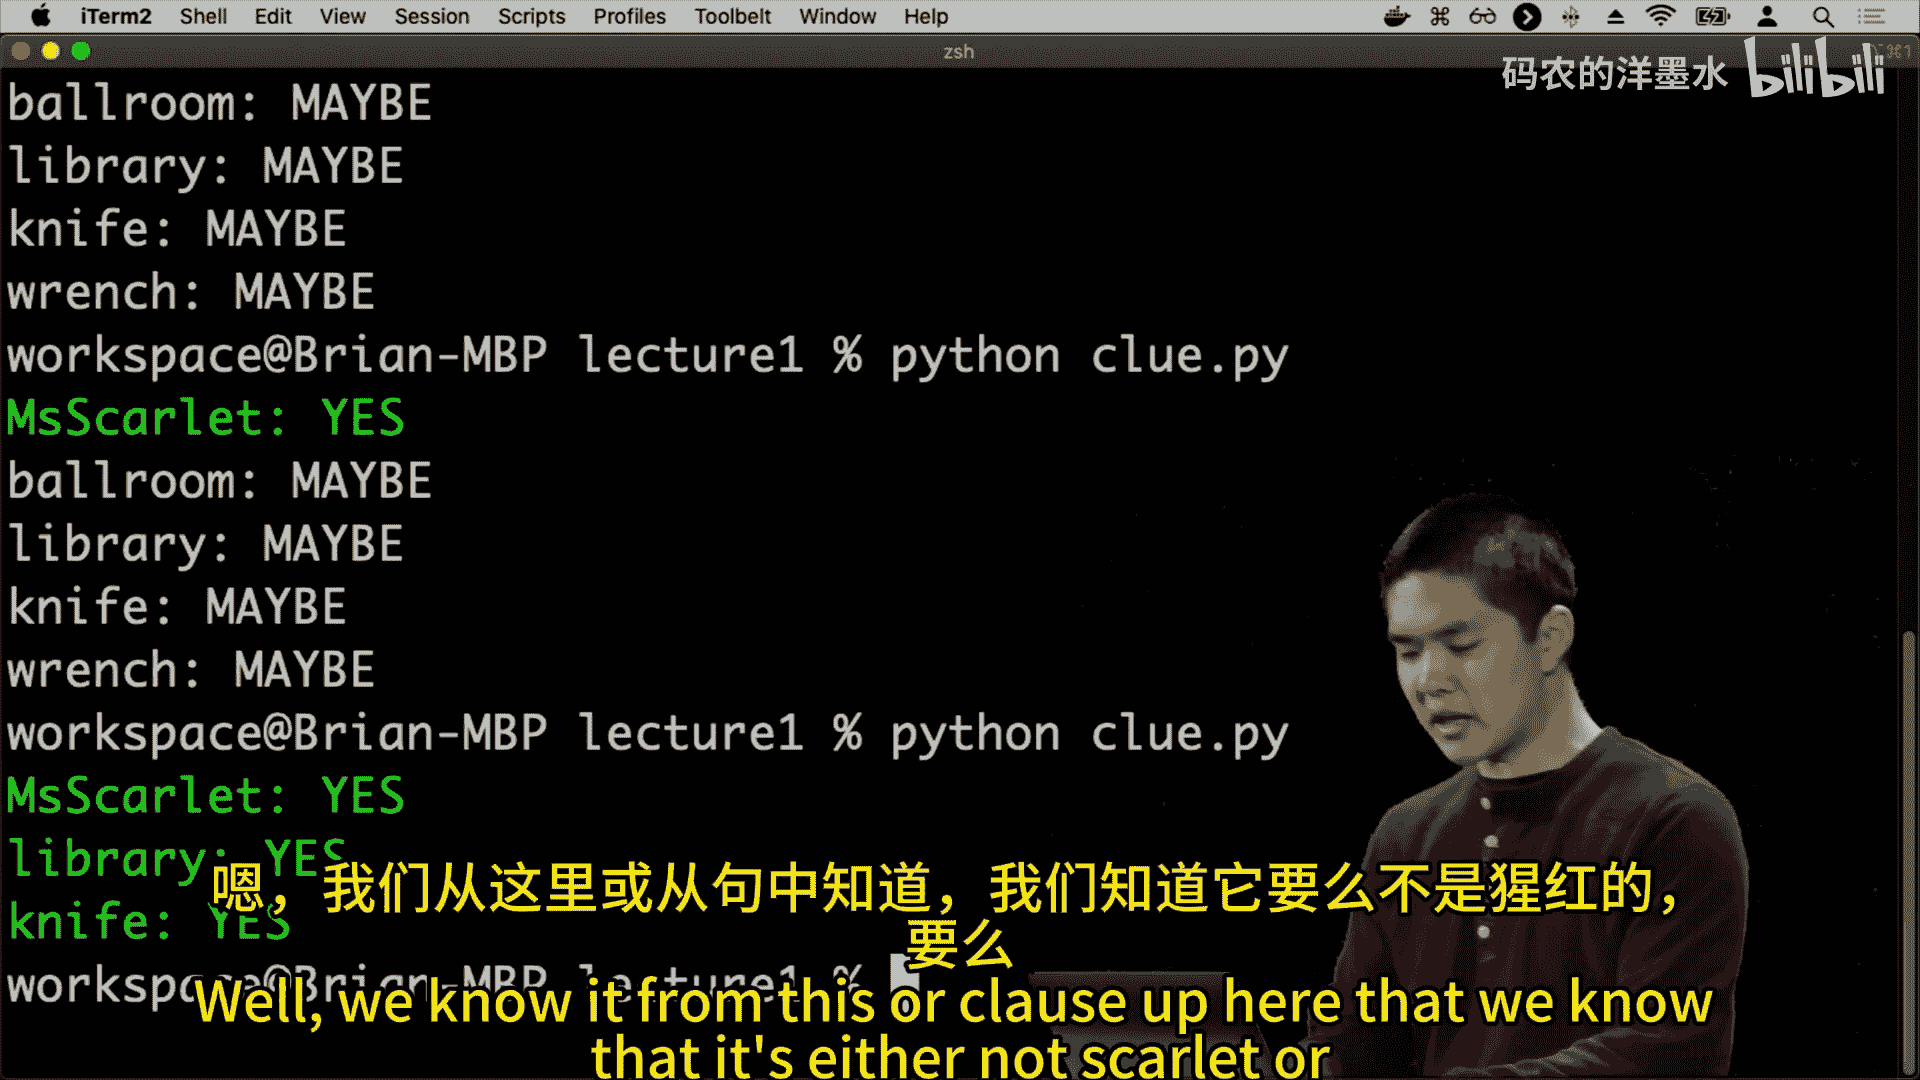 iTerm2 Shell Edit View Session Scripts Profiles Toolbelt Window Help
zsh
⌘1
码农的洋墨水 bilibili
ballroom: MAYBE
library: MAYBE
knife: MAYBE
wrench: MAYBE
workspace@Brian-MBP lecture1 % python clue.py
MsScarlet: YES
ballroom: MAYBE
library: MAYBE
knife: MAYBE
wrench: MAYBE
workspace@Brian-MBP lecture1 % python clue.py
MsScarlet: YES
library: YES
knife: YES
workspace@Brian-MBP lecture1 %
嗯，我们从这里或从句中知道，我们知道它要么不是猩红的，
要么
Well, we know it from this or clause up here that we know
that it's either not scarlet or